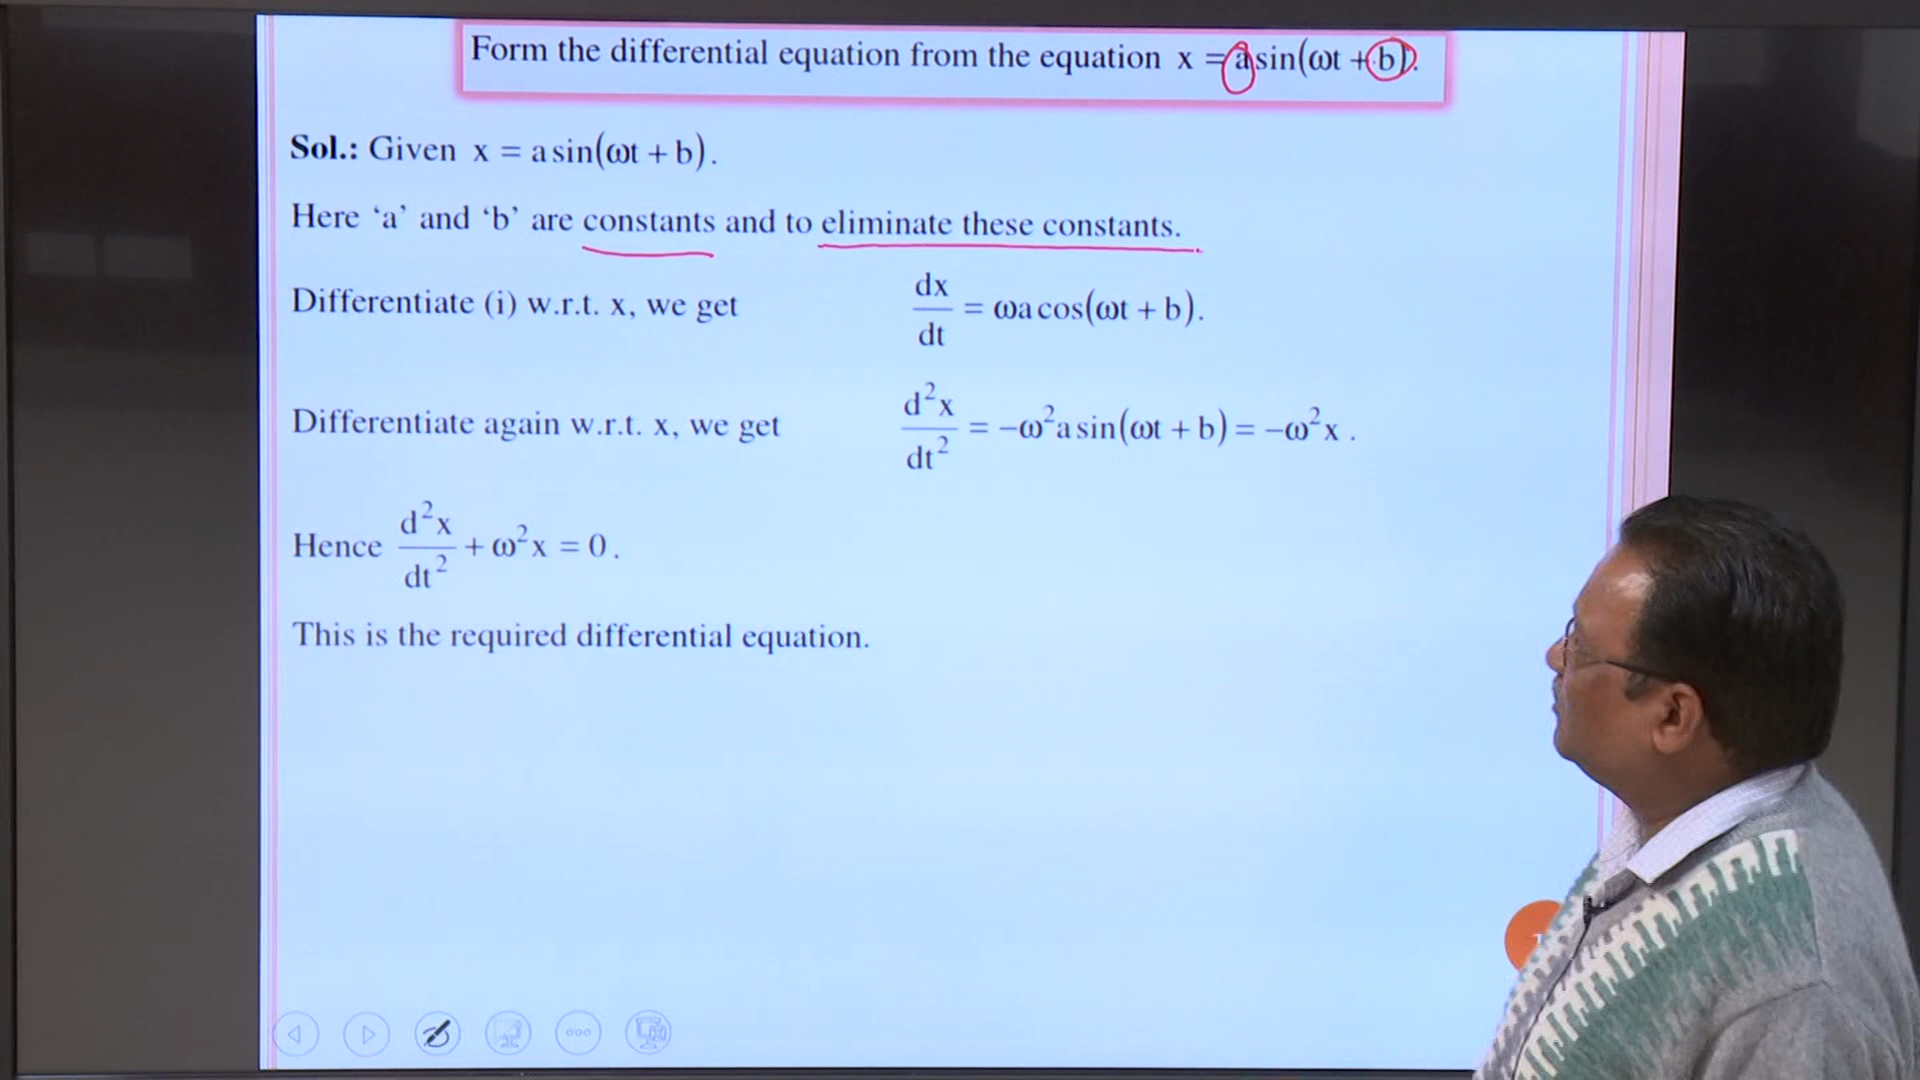 Form the differential equation from the equation x = a sin(ωt + b).
Sol.: Given x = a sin(ωt + b).
Here ‘a’ and ‘b’ are constants and to eliminate these constants.
Differentiate (i) w.r.t. x, we get dx/dt = ωa cos(ωt + b).
Differentiate again w.r.t. x, we get d²x/dt² = −ω²a sin(ωt + b) = −ω²x .
Hence d²x/dt² + ω²x = 0 .
This is the required differential equation.